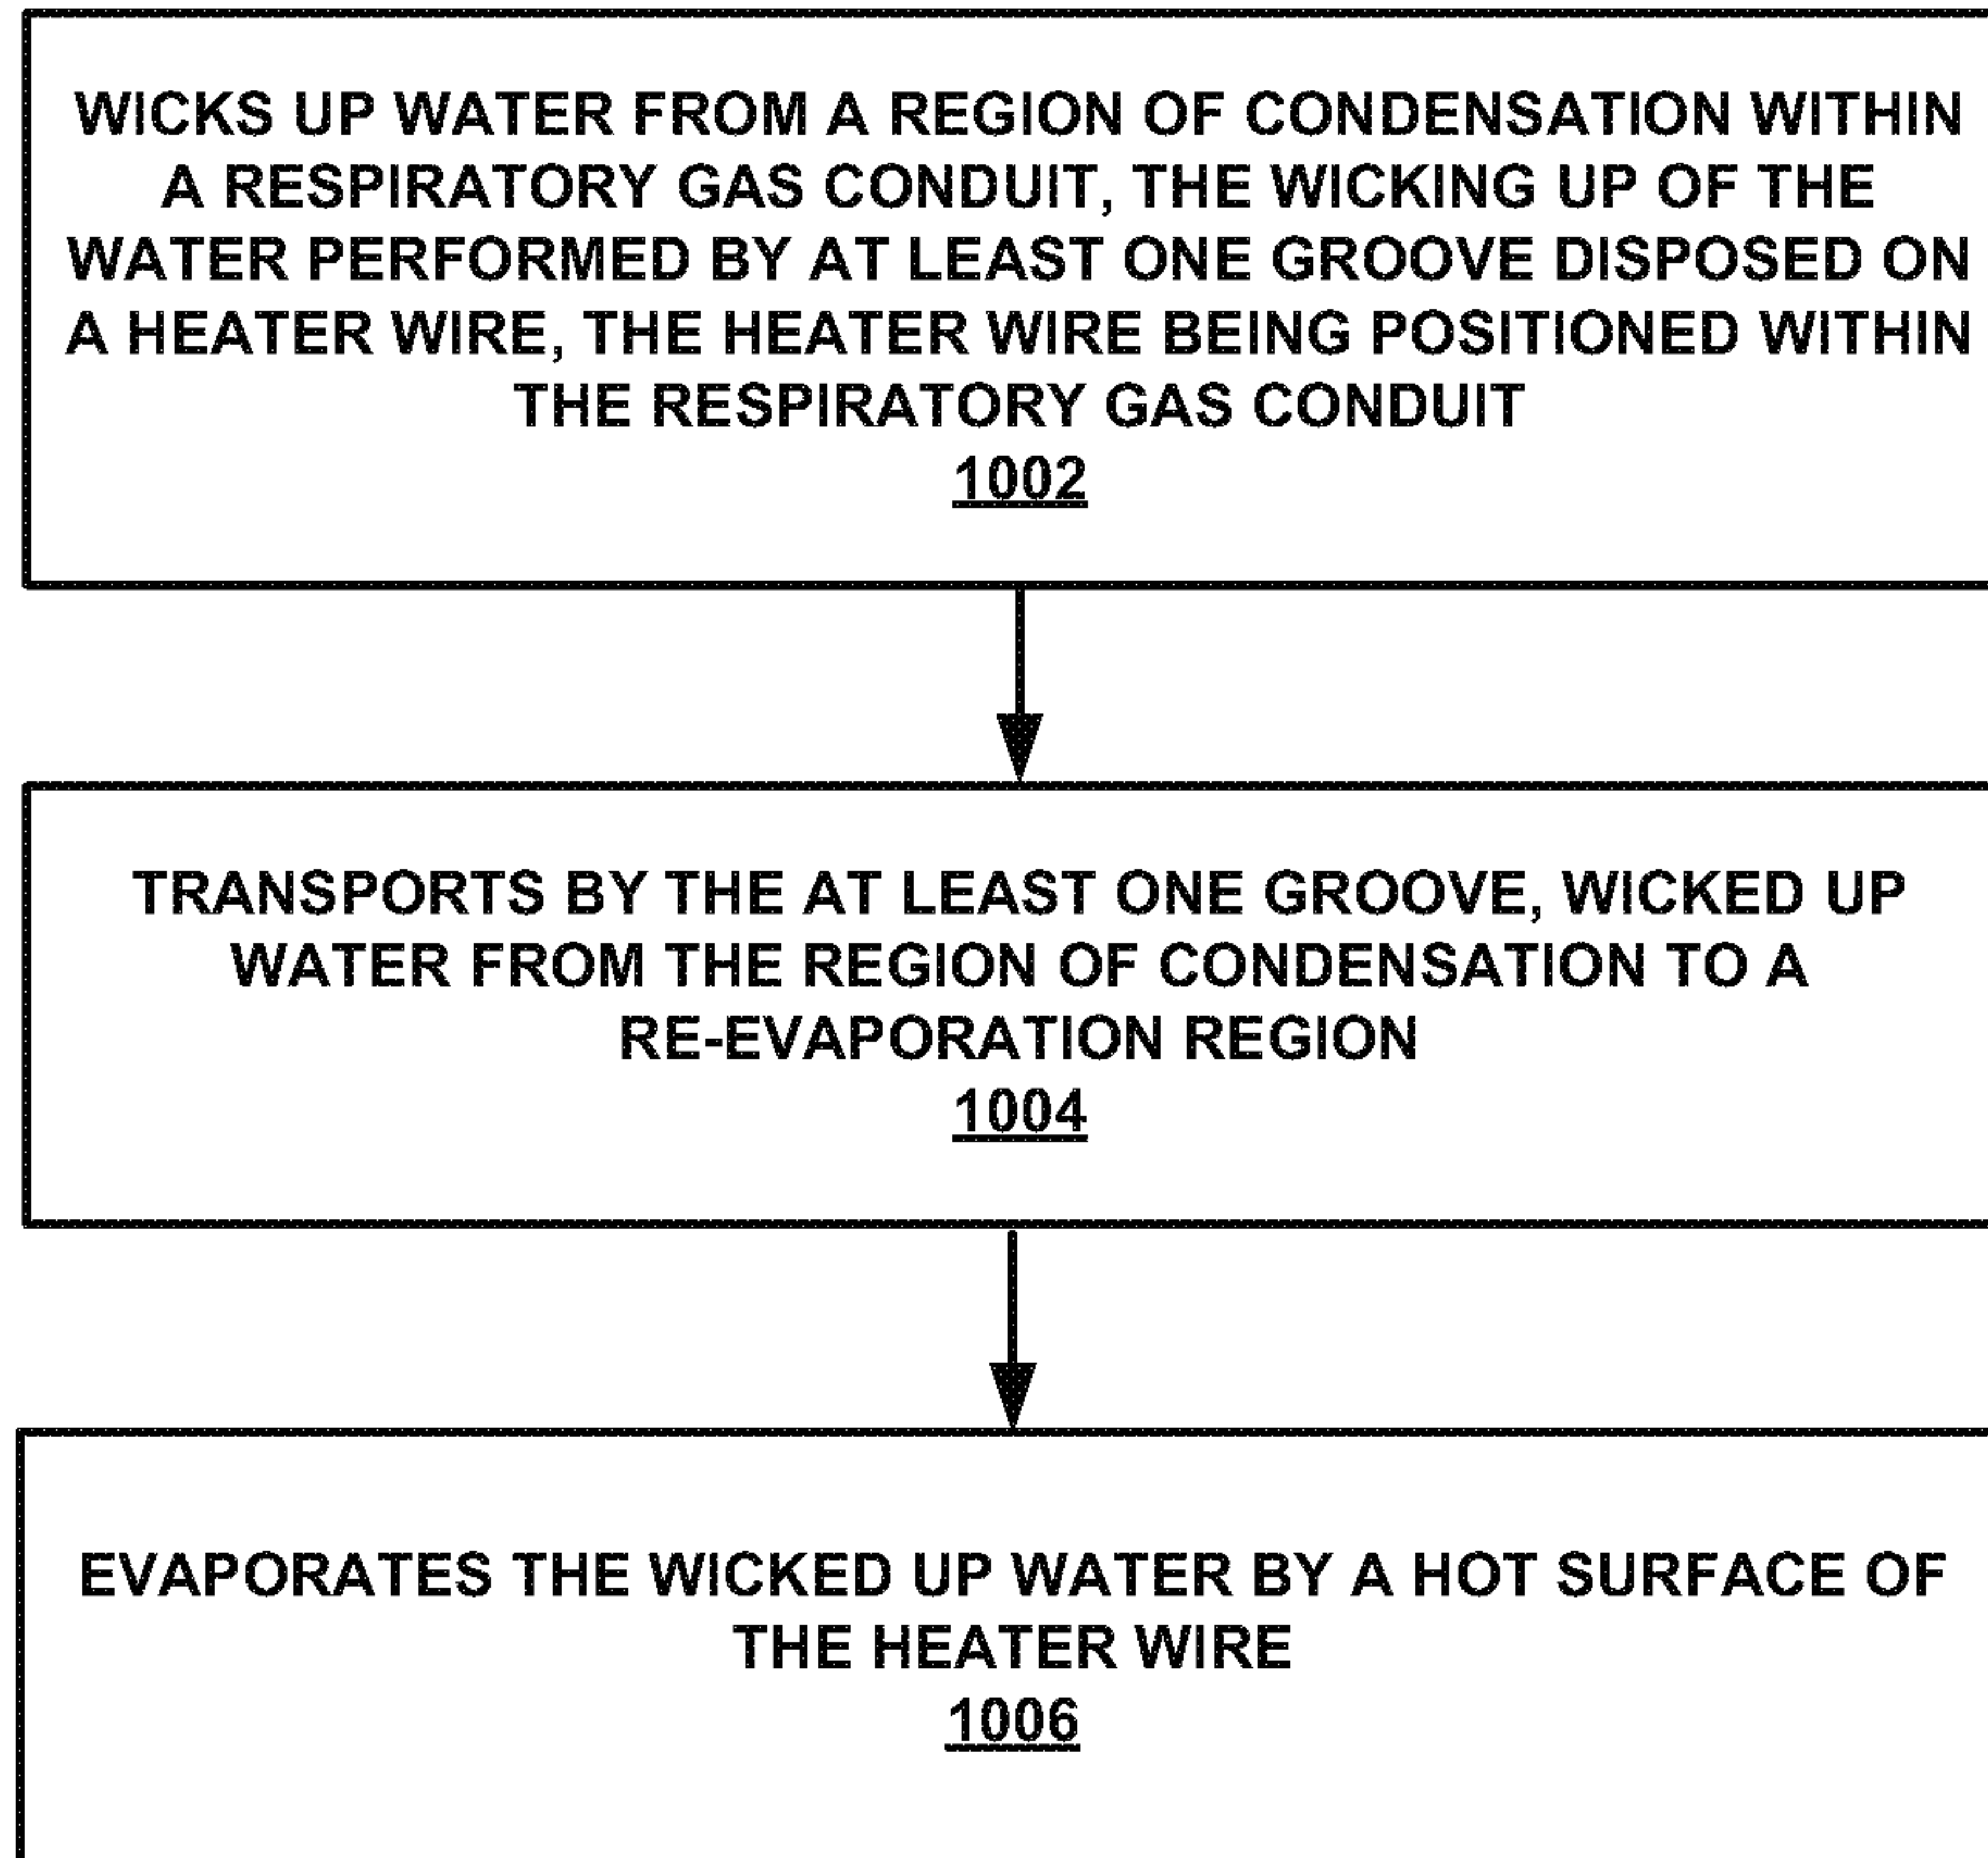 WICKS UP WATER FROM A REGION OF CONDENSATION WITHIN
A RESPIRATORY GAS CONDUIT, THE WICKING UP OF THE
WATER PERFORMED BY AT LEAST ONE GROOVE DISPOSED ON
A HEATER WIRE, THE HEATER WIRE BEING POSITIONED WITHIN
THE RESPIRATORY GAS CONDUIT
1002
TRANSPORTS BY THE AT LEAST ONE GROOVE, WICKED UP
WATER FROM THE REGION OF CONDENSATION TO A
RE-EVAPORATION REGION
1004
EVAPORATES THE WICKED UP WATER BY A HOT SURFACE OF
THE HEATER WIRE
1006